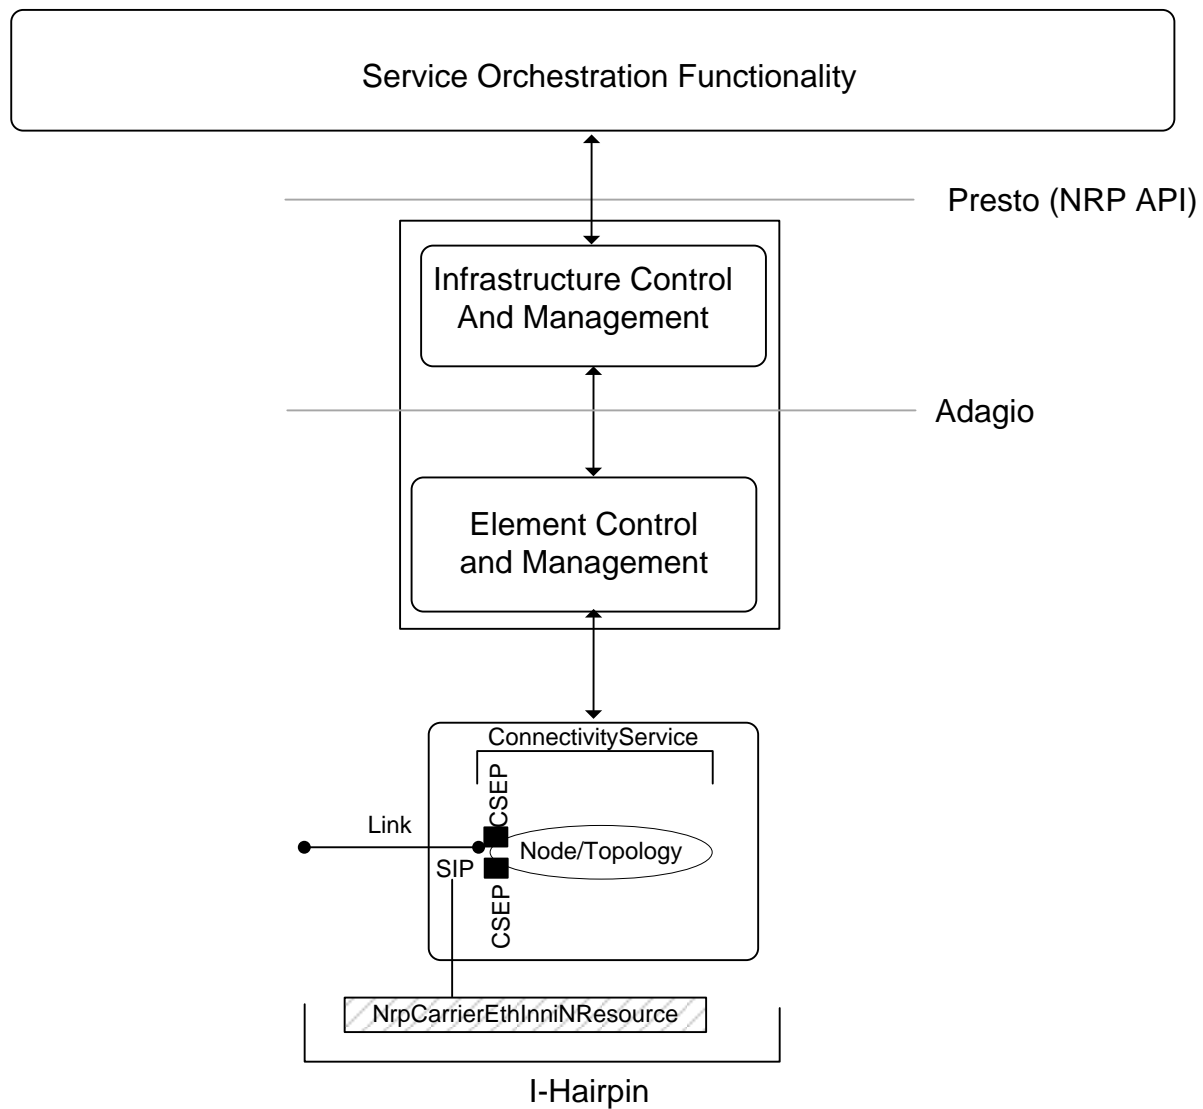 Service Orchestration Functionality
Presto (NRP API)
Infrastructure Control
And Management
Adagio
Element Control
and Management
ConnectivityService
CSEP
Link
Node/Topology
SIP
CSEP
NrpCarrierEthInniNResource
I-Hairpin